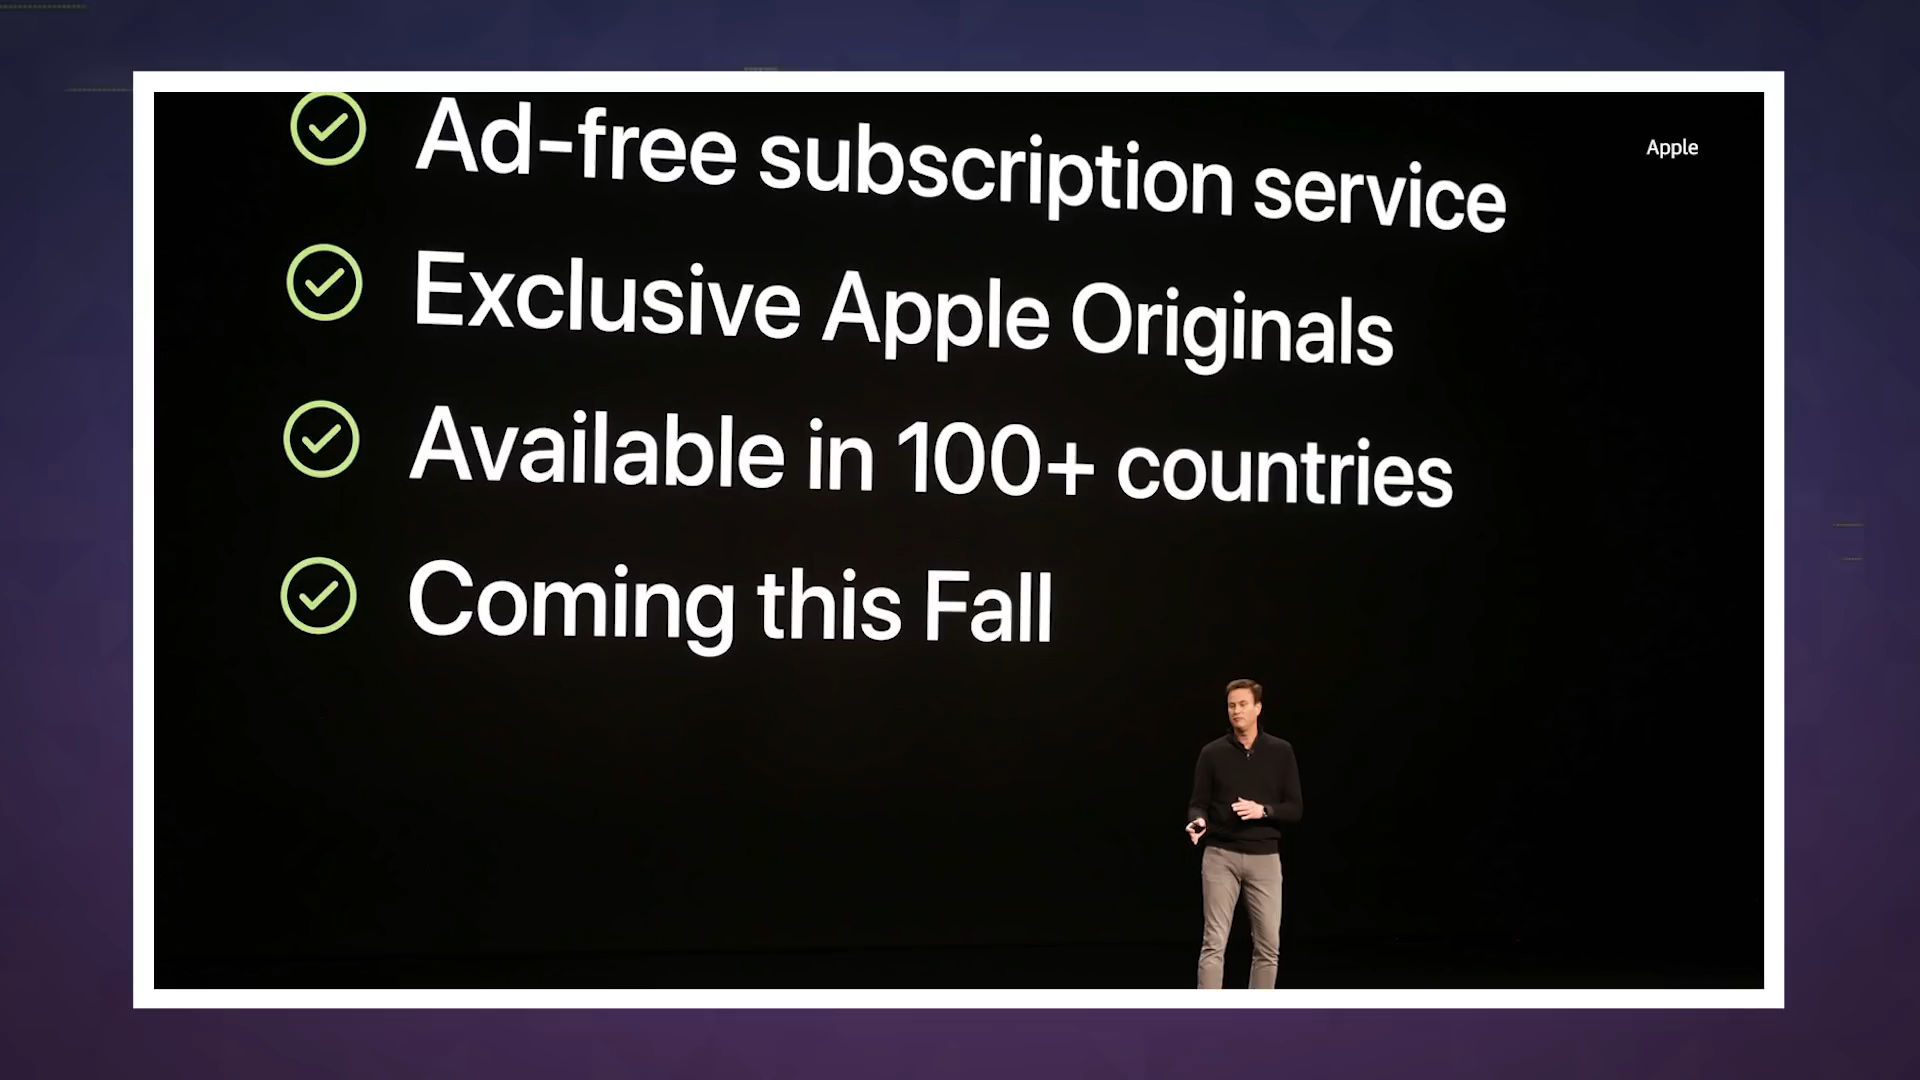 Ad-free subscription service
Apple
Exclusive Apple Originals
Available in 100+ countries
Coming this Fall